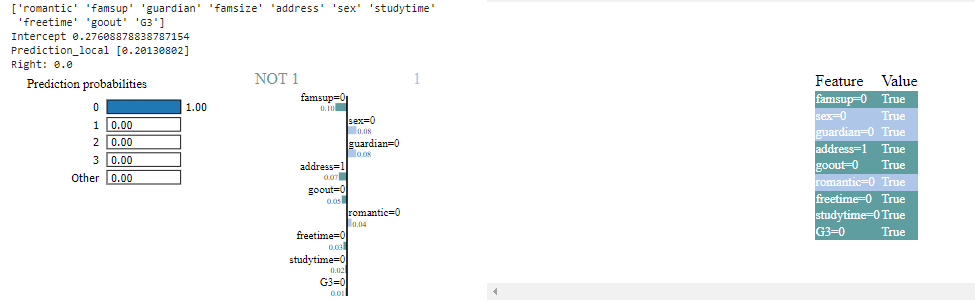 ['romantic' 'famsup' 'guardian' 'famsize' 'address' 'sex' 'studytime'
 'freetime' 'goout' 'G3']
Intercept 0.27608878838787154
Prediction_local [0.20130802]
Right: 0.0
Prediction probabilities
0 1.00
1 0.00
2 0.00
3 0.00
Other 0.00
NOT 1 1
famsup=0
0.10
sex=0
0.08
guardian=0
0.08
address=1
0.07
goout=0
0.05
romantic=0
0.04
freetime=0
0.03
studytime=0
0.02
G3=0
0.01
Feature Value
famsup=0 True
sex=0 True
guardian=0 True
address=1 True
goout=0 True
romantic=0 True
freetime=0 True
studytime=0 True
G3=0 True